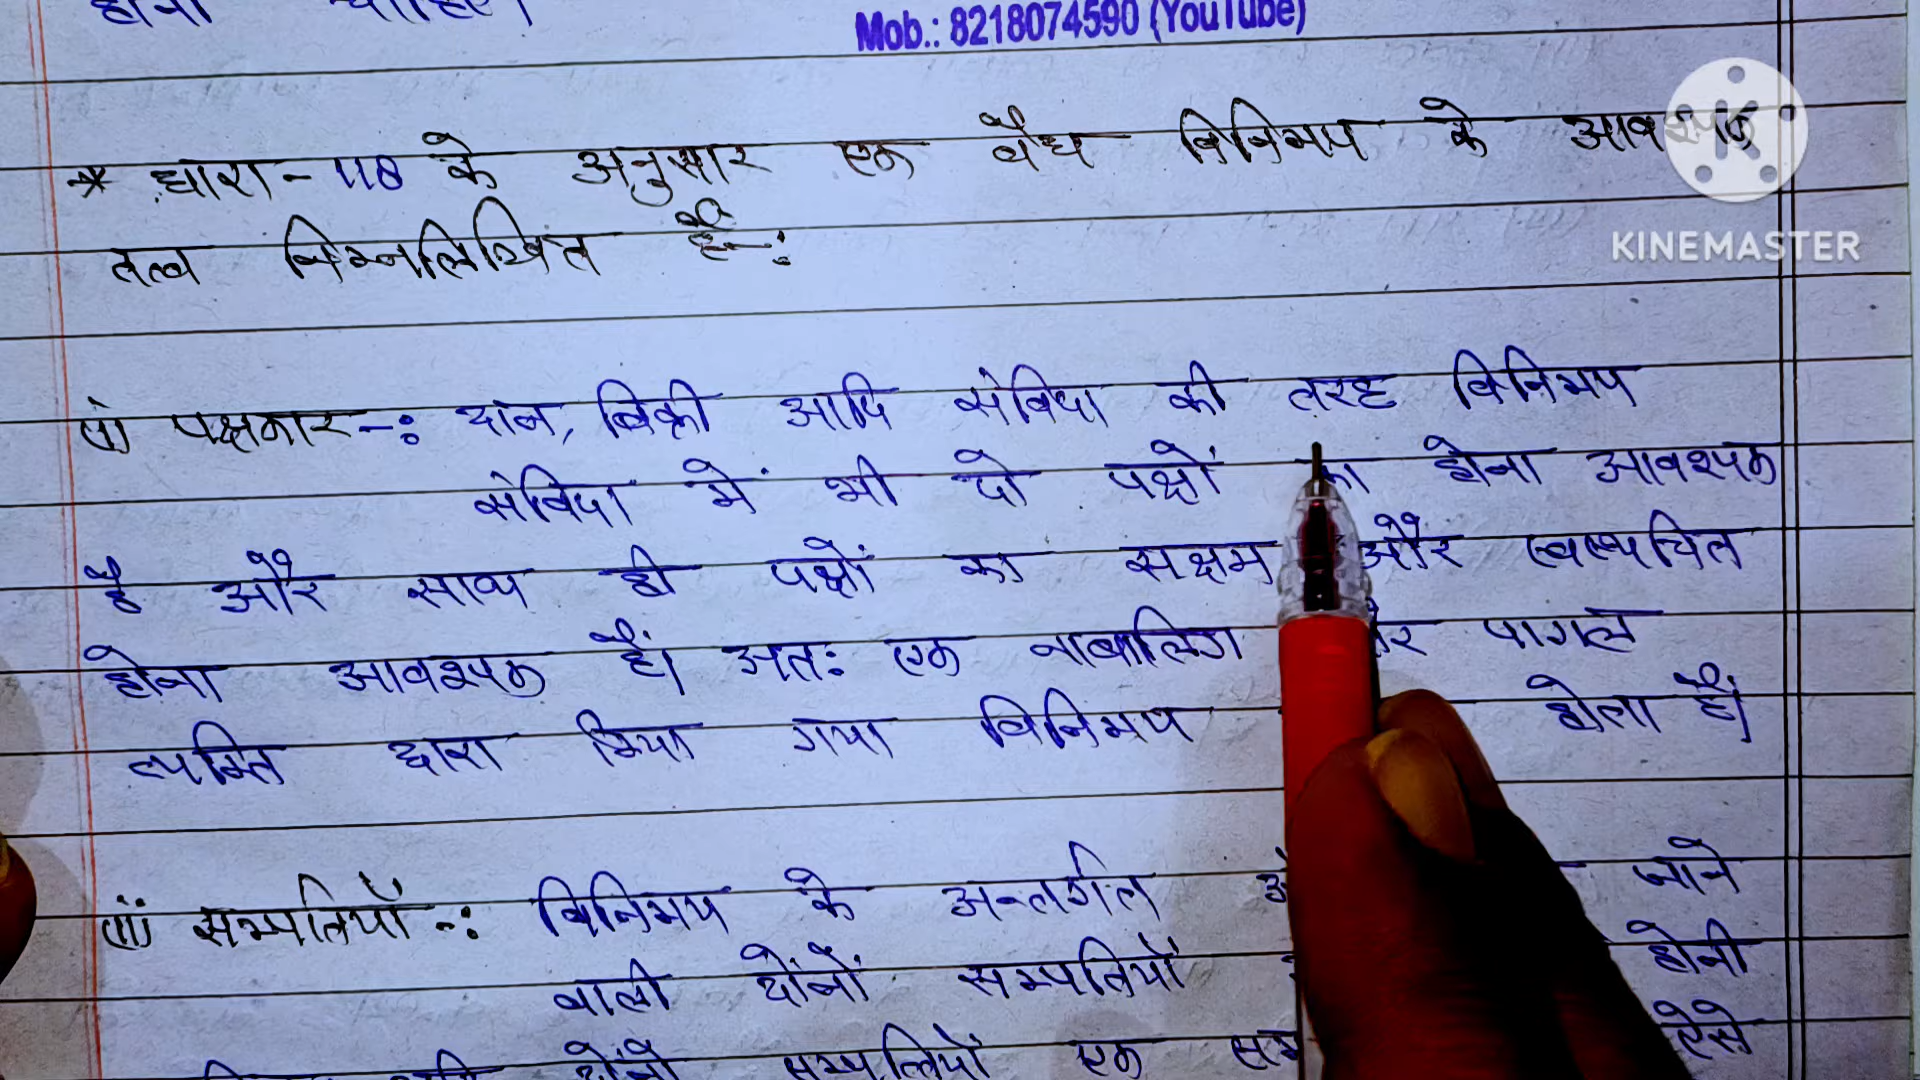 होना चाहिए।
Mob.: 8218074590 (YouTube)
* धारा - 118 के अनुसार एक वैध विनिमय के आवश्यक
तत्व निम्नलिखित हैं-:
KINEMASTER
(i) पक्षकार-: दान, बिक्री आदि संविदा की तरह विनिमय
संविदा में भी दो पक्षों का होना आवश्यक
है और साथ ही पक्षों का सक्षम और स्वस्थचित
होना आवश्यक है। अतः एक नाबालिग और पागल
व्यक्ति द्वारा किया गया विनिमय होता है।
(ii) सम्पतियाँ-: विनिमय के अन्तर्गत जाने
वाली दोनों सम्पतियों होनी
दोनों सम्पत्तियों एक ऐसे